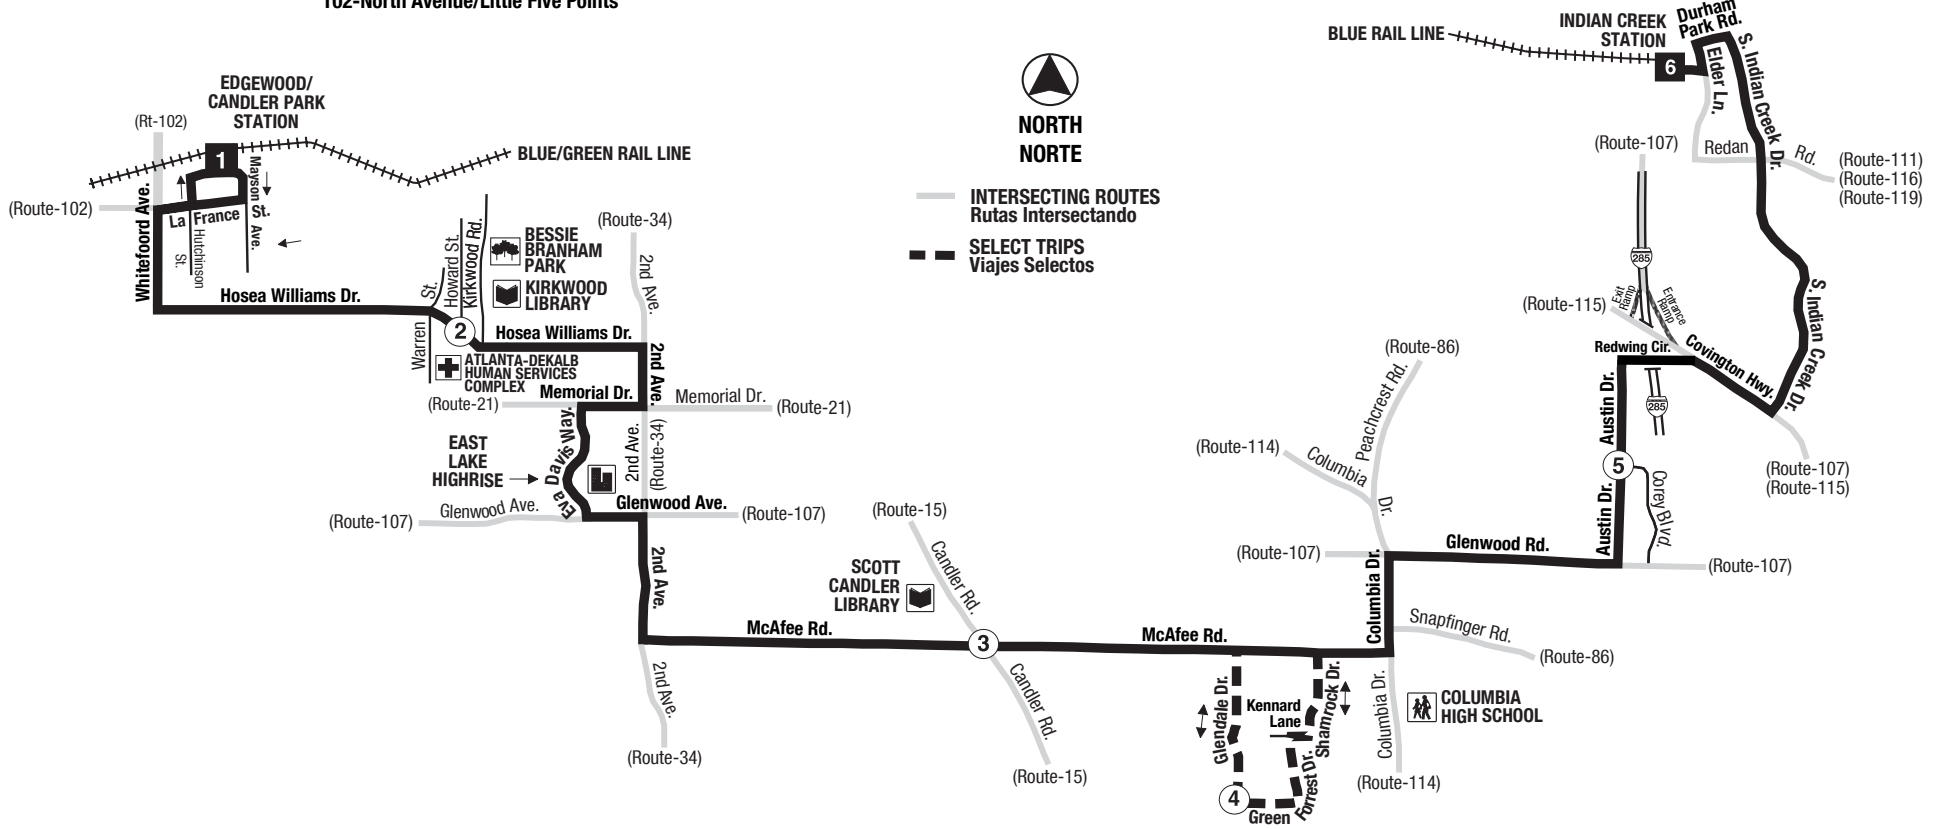 102-North Avenue/Little Five Points
EDGEWOOD/
CANDLER PARK
STATION
(Rt-102)
1
BLUE/GREEN RAIL LINE
(Route-102)
Whitefoord Ave.
La France St.
Mayson Ave.
Hutchinson St.
Hosea Williams Dr.
Warren St.
Howard St.
Kirkwood Rd.
2
BESSIE
BRANHAM
PARK
KIRKWOOD
LIBRARY
(Route-34)
2nd Ave.
Hosea Williams Dr.
ATLANTA-DEKALB
HUMAN SERVICES
COMPLEX
2nd Ave.
Memorial Dr.
Memorial Dr.
(Route-21)
(Route-21)
EAST
LAKE
HIGHRISE
Eva Davis Way.
2nd Ave.
(Route-34)
Glenwood Ave.
Glenwood Ave.
(Route-107)
(Route-107)
2nd Ave.
McAfee Rd.
2nd Ave.
(Route-34)
SCOTT
CANDLER
LIBRARY
(Route-15)
Candler Rd.
3
Candler Rd.
(Route-15)
NORTH
NORTE
INTERSECTING ROUTES
Rutas Intersectando
SELECT TRIPS
Viajes Selectos
McAfee Rd.
Glendale Dr.
Kennard
Lane
Shamrock Dr.
4
Green Forrest Dr.
Columbia Dr.
(Route-114)
COLUMBIA
HIGH SCHOOL
Snapfinger Rd.
(Route-86)
Columbia Dr.
(Route-107)
(Route-114)
Columbia Dr.
Peachcrest Rd.
(Route-86)
Glenwood Rd.
(Route-107)
Austin Dr.
5
Corey Blvd.
Austin Dr.
Redwing Cir.
285
Covington Hwy.
(Route-107)
(Route-115)
(Route-115)
Exit
Ramp
Entrance
Ramp
285
(Route-107)
S. Indian Creek Dr.
Redan Rd.
(Route-111)
(Route-116)
(Route-119)
S. Indian Creek Dr.
Elder Ln.
Durham
Park Rd.
INDIAN CREEK
STATION
6
BLUE RAIL LINE